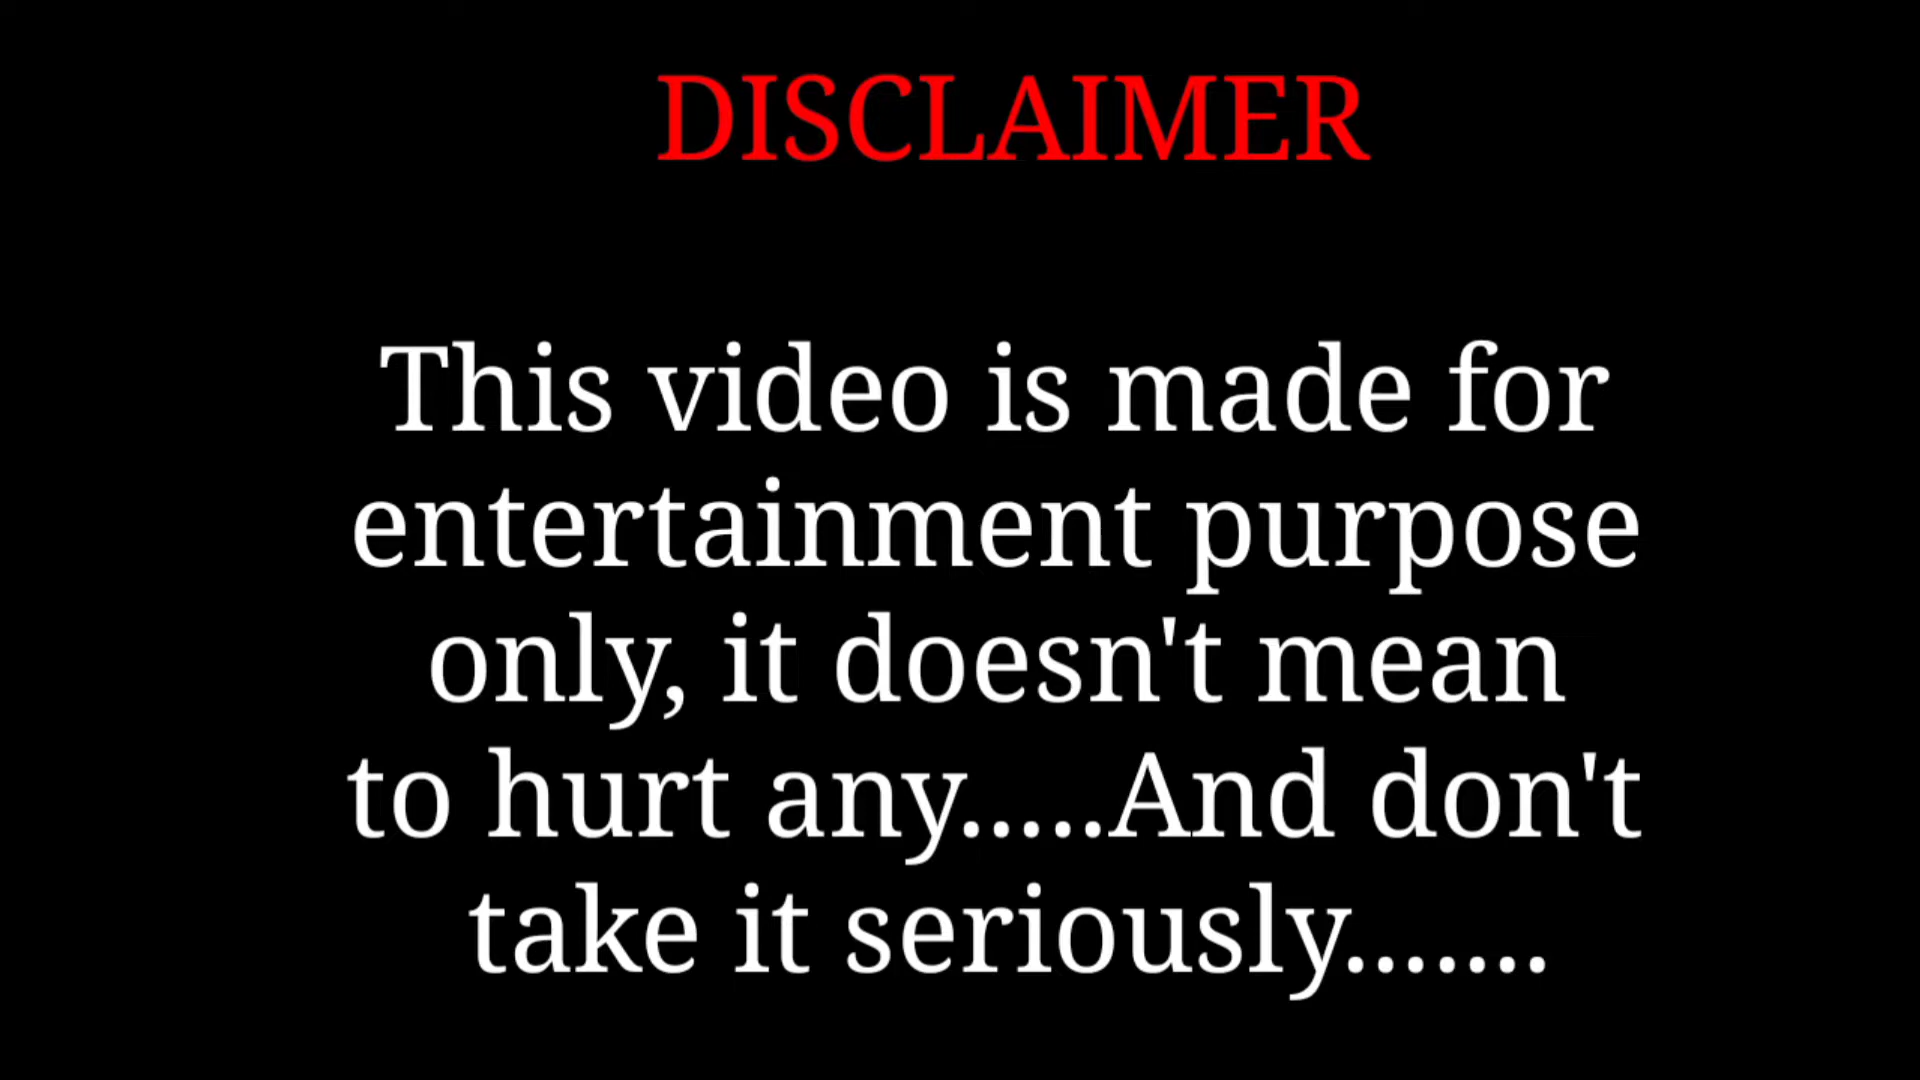 DISCLAIMER
This video is made for
entertainment purpose
only, it doesn't mean
to hurt any.....And don't
take it seriously.......